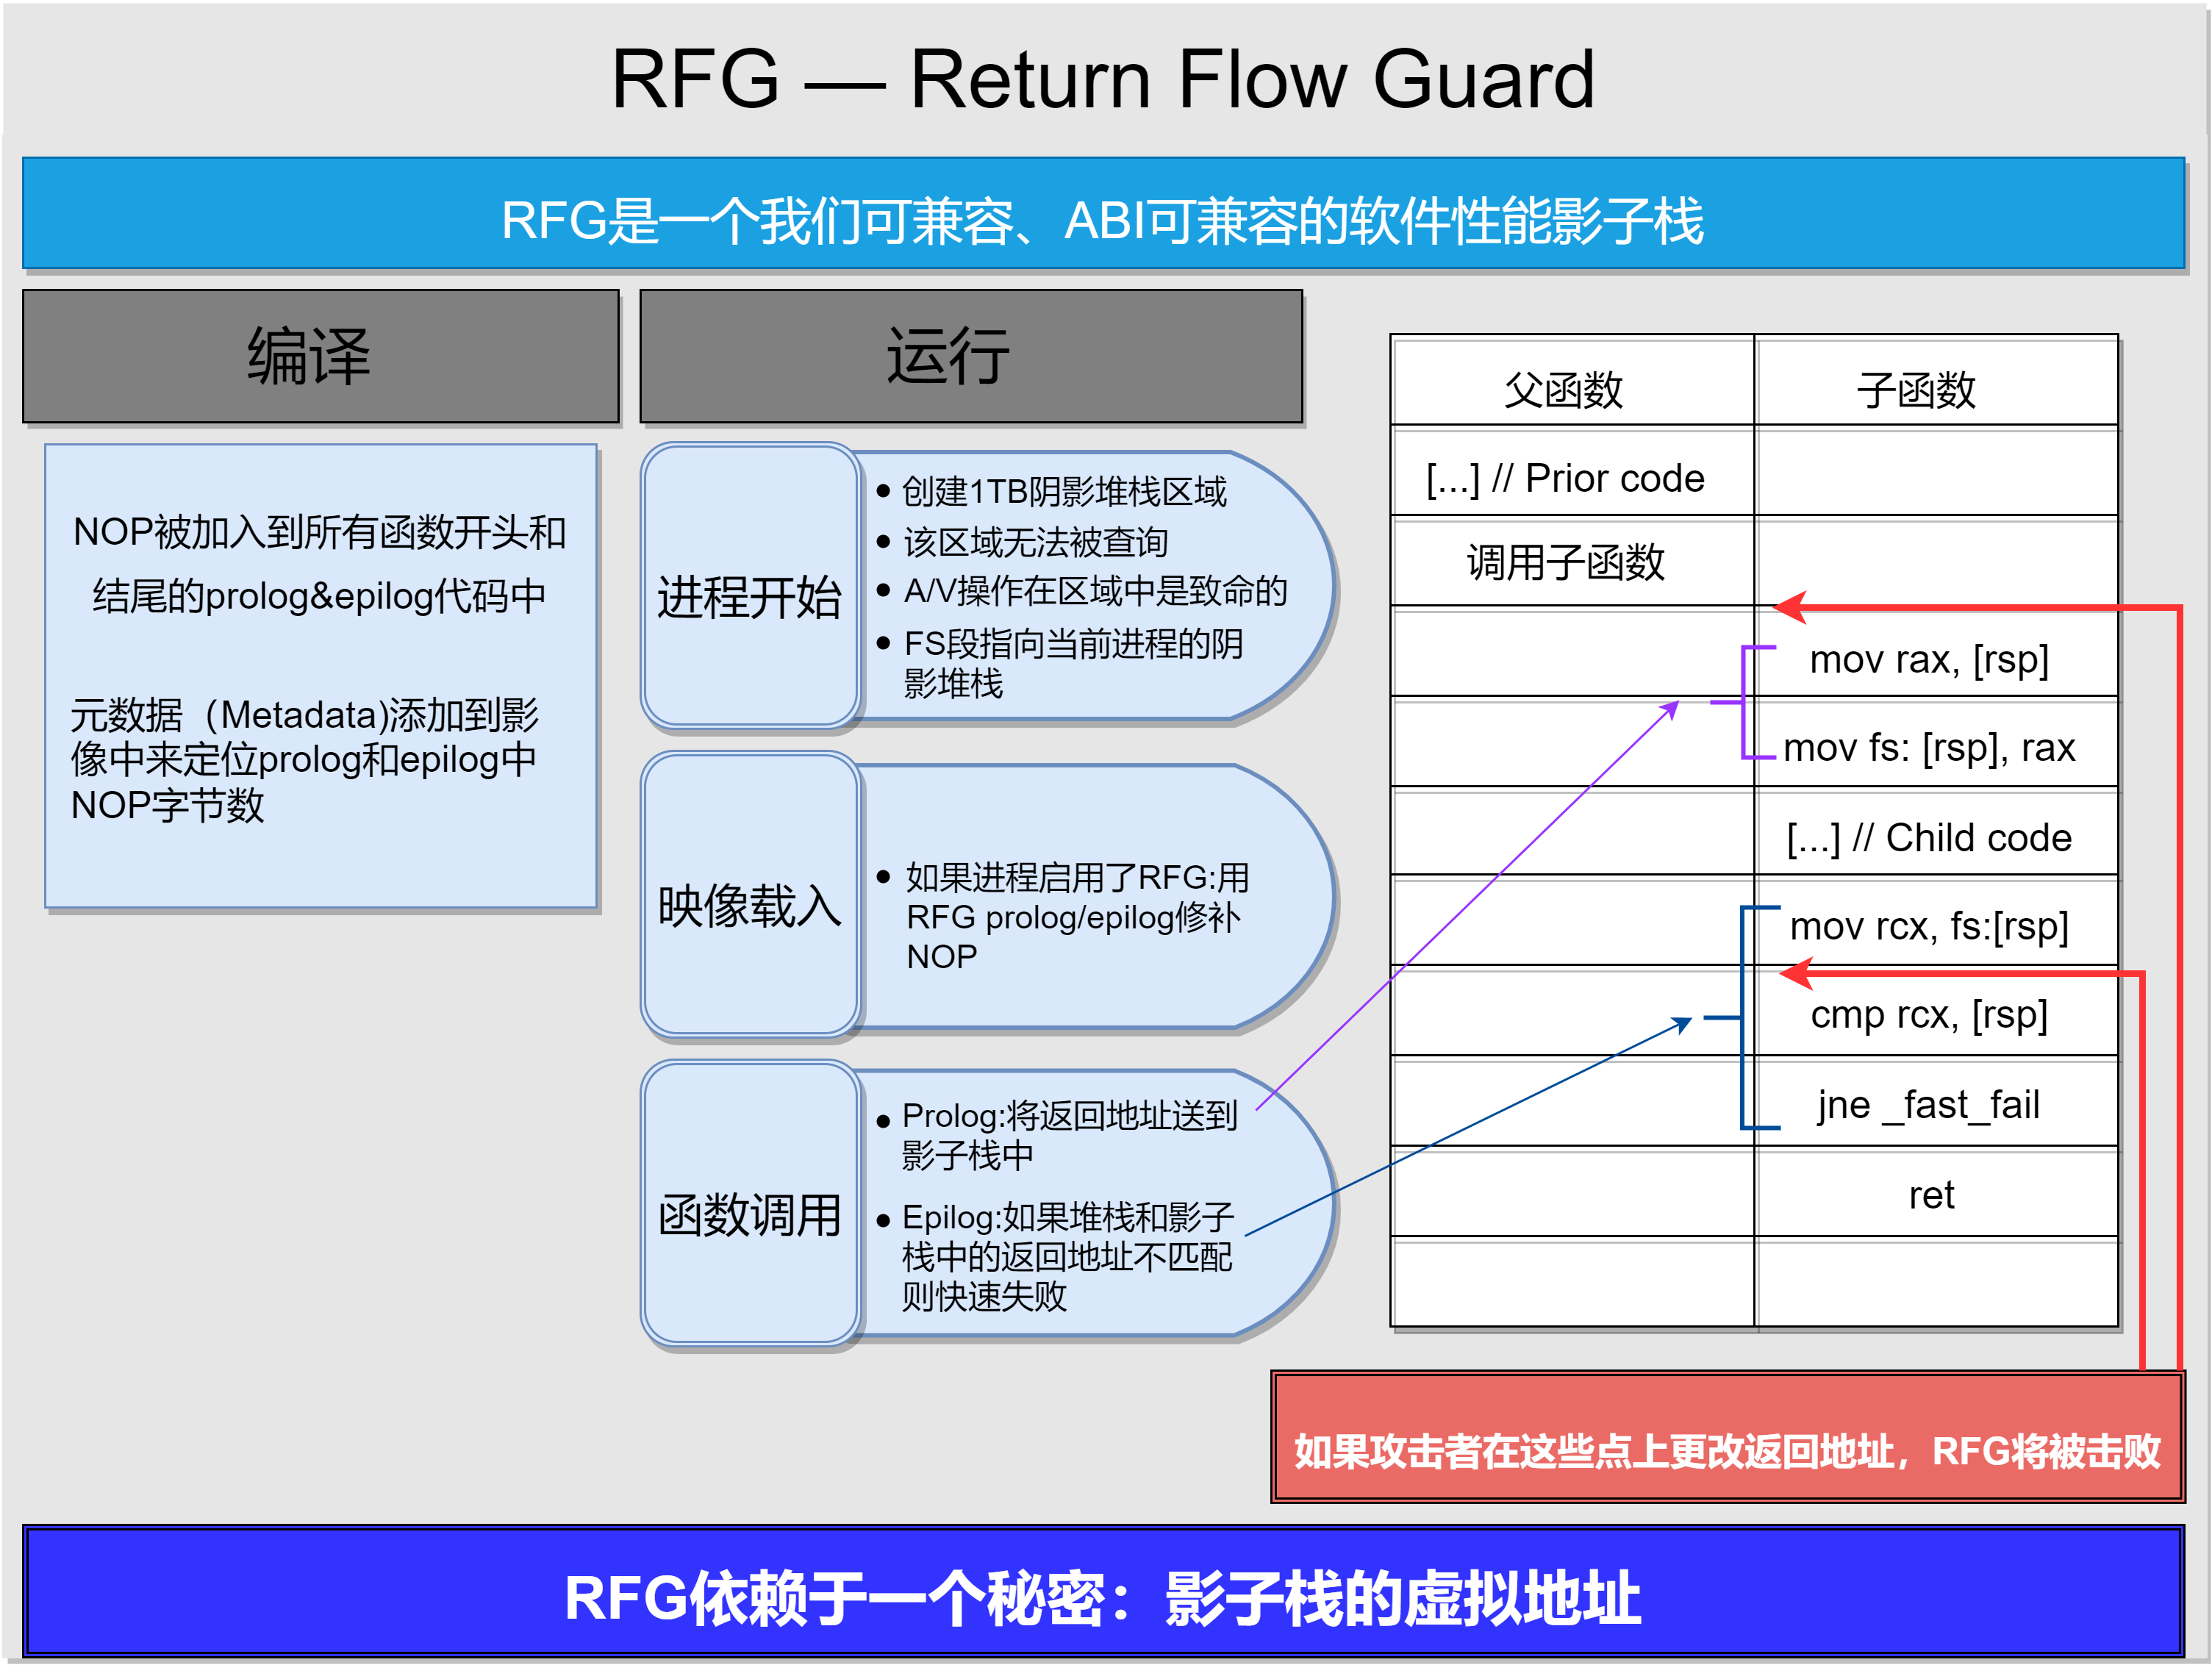 RFG — Return Flow Guard
RFG是一个我们可兼容、ABI可兼容的软件性能影子栈
编译
NOP被加入到所有函数开头和
结尾的prolog&epilog代码中
元数据（Metadata)添加到影
像中来定位prolog和epilog中
NOP字节数
运行
进程开始
● 创建1TB阴影堆栈区域
● 该区域无法被查询
● A/V操作在区域中是致命的
● FS段指向当前进程的阴
影堆栈
映像载入
● 如果进程启用了RFG:用
RFG prolog/epilog修补
NOP
函数调用
● Prolog:将返回地址送到
影子栈中
● Epilog:如果堆栈和影子
栈中的返回地址不匹配
则快速失败
父函数 子函数
[...] // Prior code
调用子函数
mov rax, [rsp]
mov fs: [rsp], rax
[...] // Child code
mov rcx, fs:[rsp]
cmp rcx, [rsp]
jne _fast_fail
ret
如果攻击者在这些点上更改返回地址，RFG将被击败
RFG依赖于一个秘密：影子栈的虚拟地址